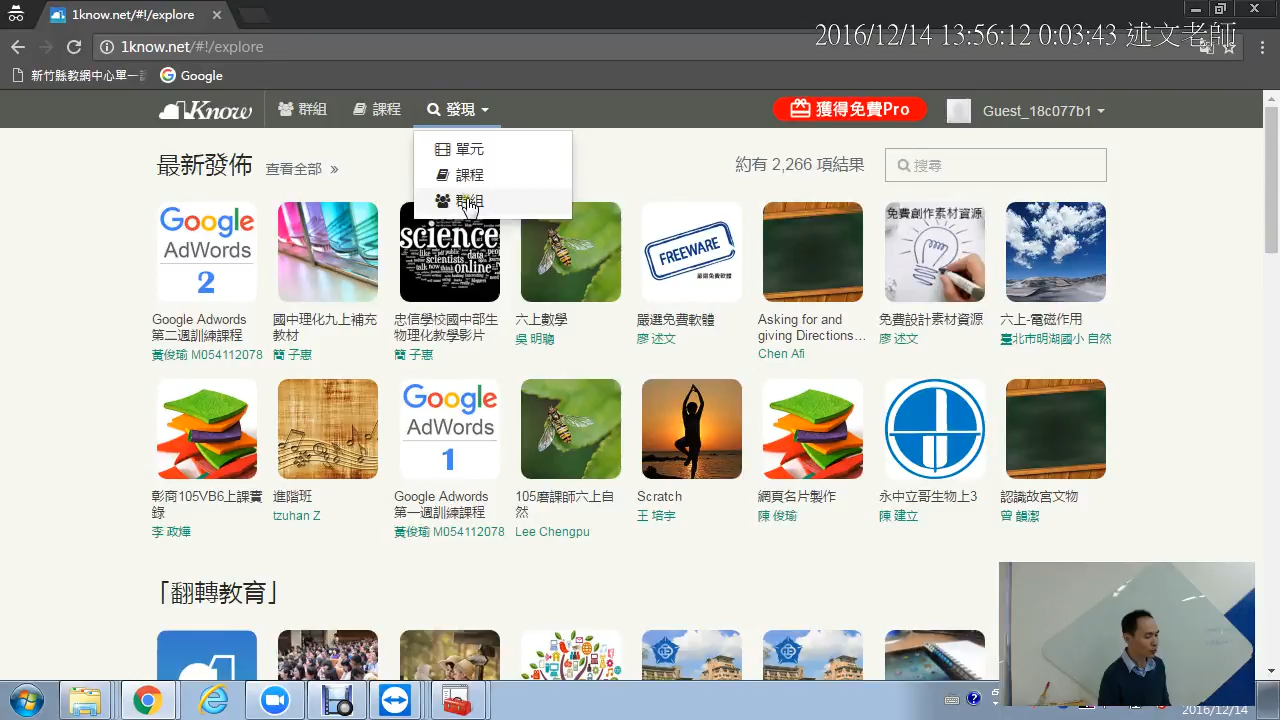 1know.net/#!/explore
2016/12/14 13:56:12 0:03:43 述文老師
1know.net/#!/explore
新竹縣教網中心單一
Google
1Know
群組
課程
發現
獲得免費Pro
Guest_18c077b1
單元
課程
群組
最新發佈 查看全部 »
約有 2,266 項結果
搜尋
Google
AdWords
2
science
FREEWARE
嚴選免費軟體
免費創作素材資源
Google Adwords
第二週訓練課程
黃俊瑜 M054112078
國中理化九上補充
教材
簡 子惠
忠信學校國中部生
物理化教學影片
簡 子惠
六上數學
吳 明聰
嚴選免費軟體
廖 述文
Asking for and
giving Directions…
Chen Afi
免費設計素材資源
廖 述文
六上-電磁作用
臺北市明湖國小 自然
Google
AdWords
1
彰商105VB6上課實
錄
李 政燁
進階班
tzuhan Z
Google Adwords
第一週訓練課程
黃俊瑜 M054112078
105磨課師六上自
然
Lee Chengpu
Scratch
王 培宇
網頁名片製作
陳 俊瑜
永中立哥生物上3
陳 建立
認識故宮文物
曾 韻潔
「翻轉教育」
2016/12/14